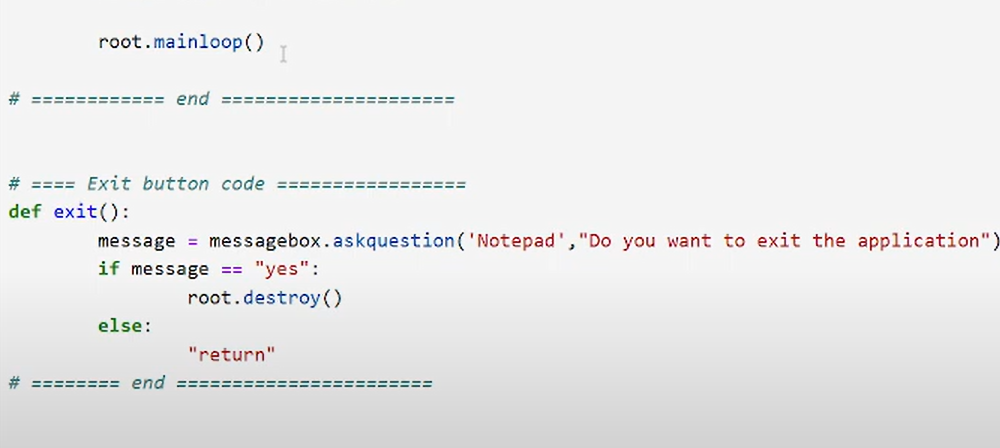 root.mainloop()
# ============ end =====================
# ==== Exit button code =================
def exit():
message = messagebox.askquestion('Notepad',"Do you want to exit the application")
if message == "yes":
root.destroy()
else:
"return"
# ======== end =======================